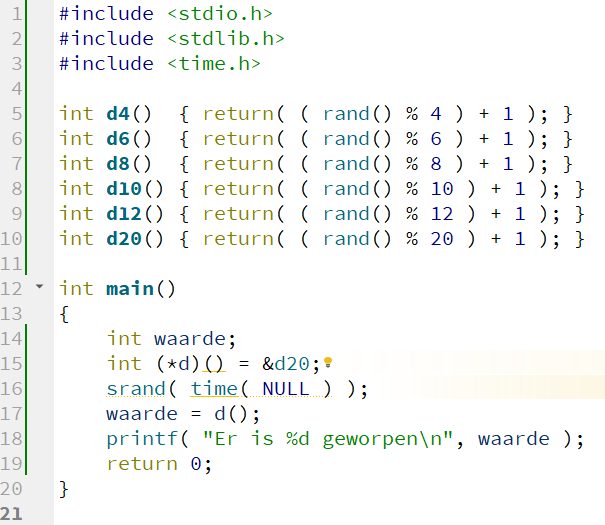 1 #include <stdio.h>
2 #include <stdlib.h>
3 #include <time.h>
4
5 int d4()  { return( ( rand() % 4 ) + 1 ); }
6 int d6()  { return( ( rand() % 6 ) + 1 ); }
7 int d8()  { return( ( rand() % 8 ) + 1 ); }
8 int d10() { return( ( rand() % 10 ) + 1 ); }
9 int d12() { return( ( rand() % 12 ) + 1 ); }
10 int d20() { return( ( rand() % 20 ) + 1 ); }
11
12 int main()
13 {
14     int waarde;
15     int (*d)() = &d20;
16     srand( time( NULL ) );
17     waarde = d();
18     printf( "Er is %d geworpen\n", waarde );
19     return 0;
20 }
21